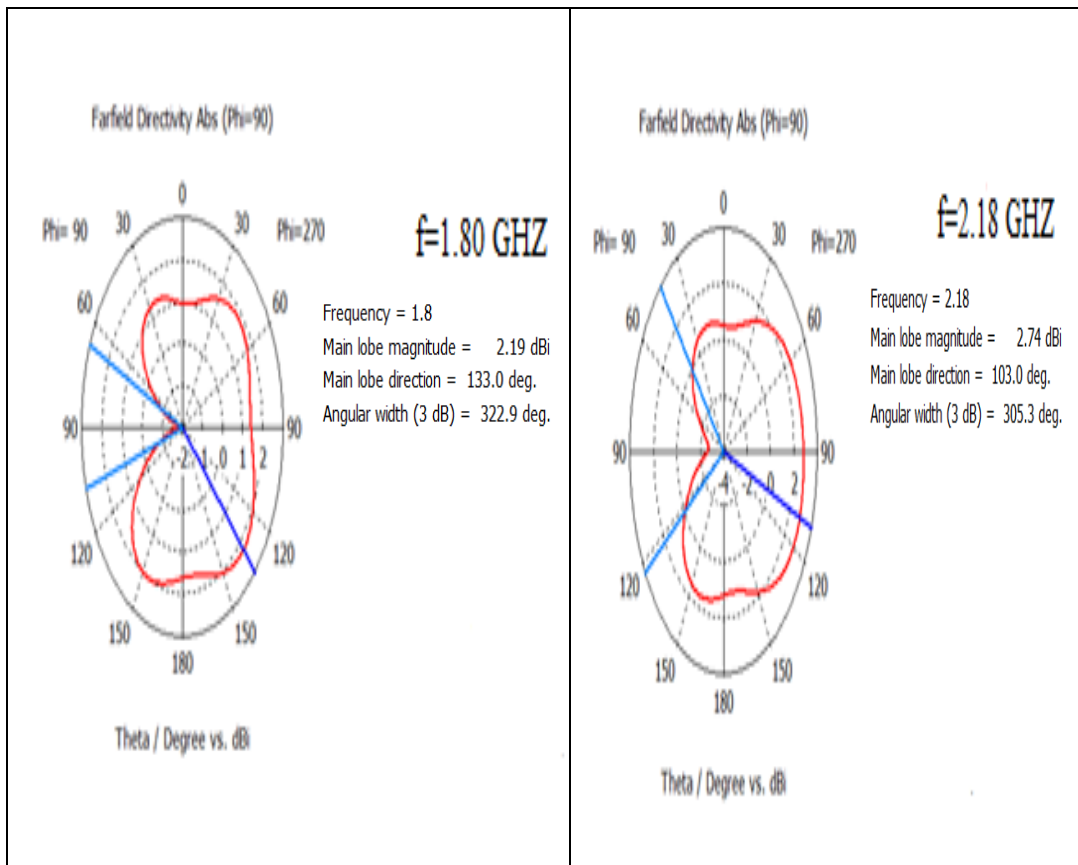 Farfield Directivity Abs (Phi=90)
0
30
30
Phi= 90
Phi=270
f=1.80 GHZ
60
60
Frequency = 1.8
Main lobe magnitude = 2.19 dBi
Main lobe direction = 133.0 deg.
Angular width (3 dB) = 322.9 deg.
90
90
-2 -1 0 1 2
120
120
150
150
180
Theta / Degree vs. dBi
Farfield Directivity Abs (Phi=90)
0
30
30
Phi= 90
Phi=270
f=2.18 GHZ
60
60
Frequency = 2.18
Main lobe magnitude = 2.74 dBi
Main lobe direction = 103.0 deg.
Angular width (3 dB) = 305.3 deg.
90
90
-4 -2 0 2
120
120
150
150
180
Theta / Degree vs. dBi